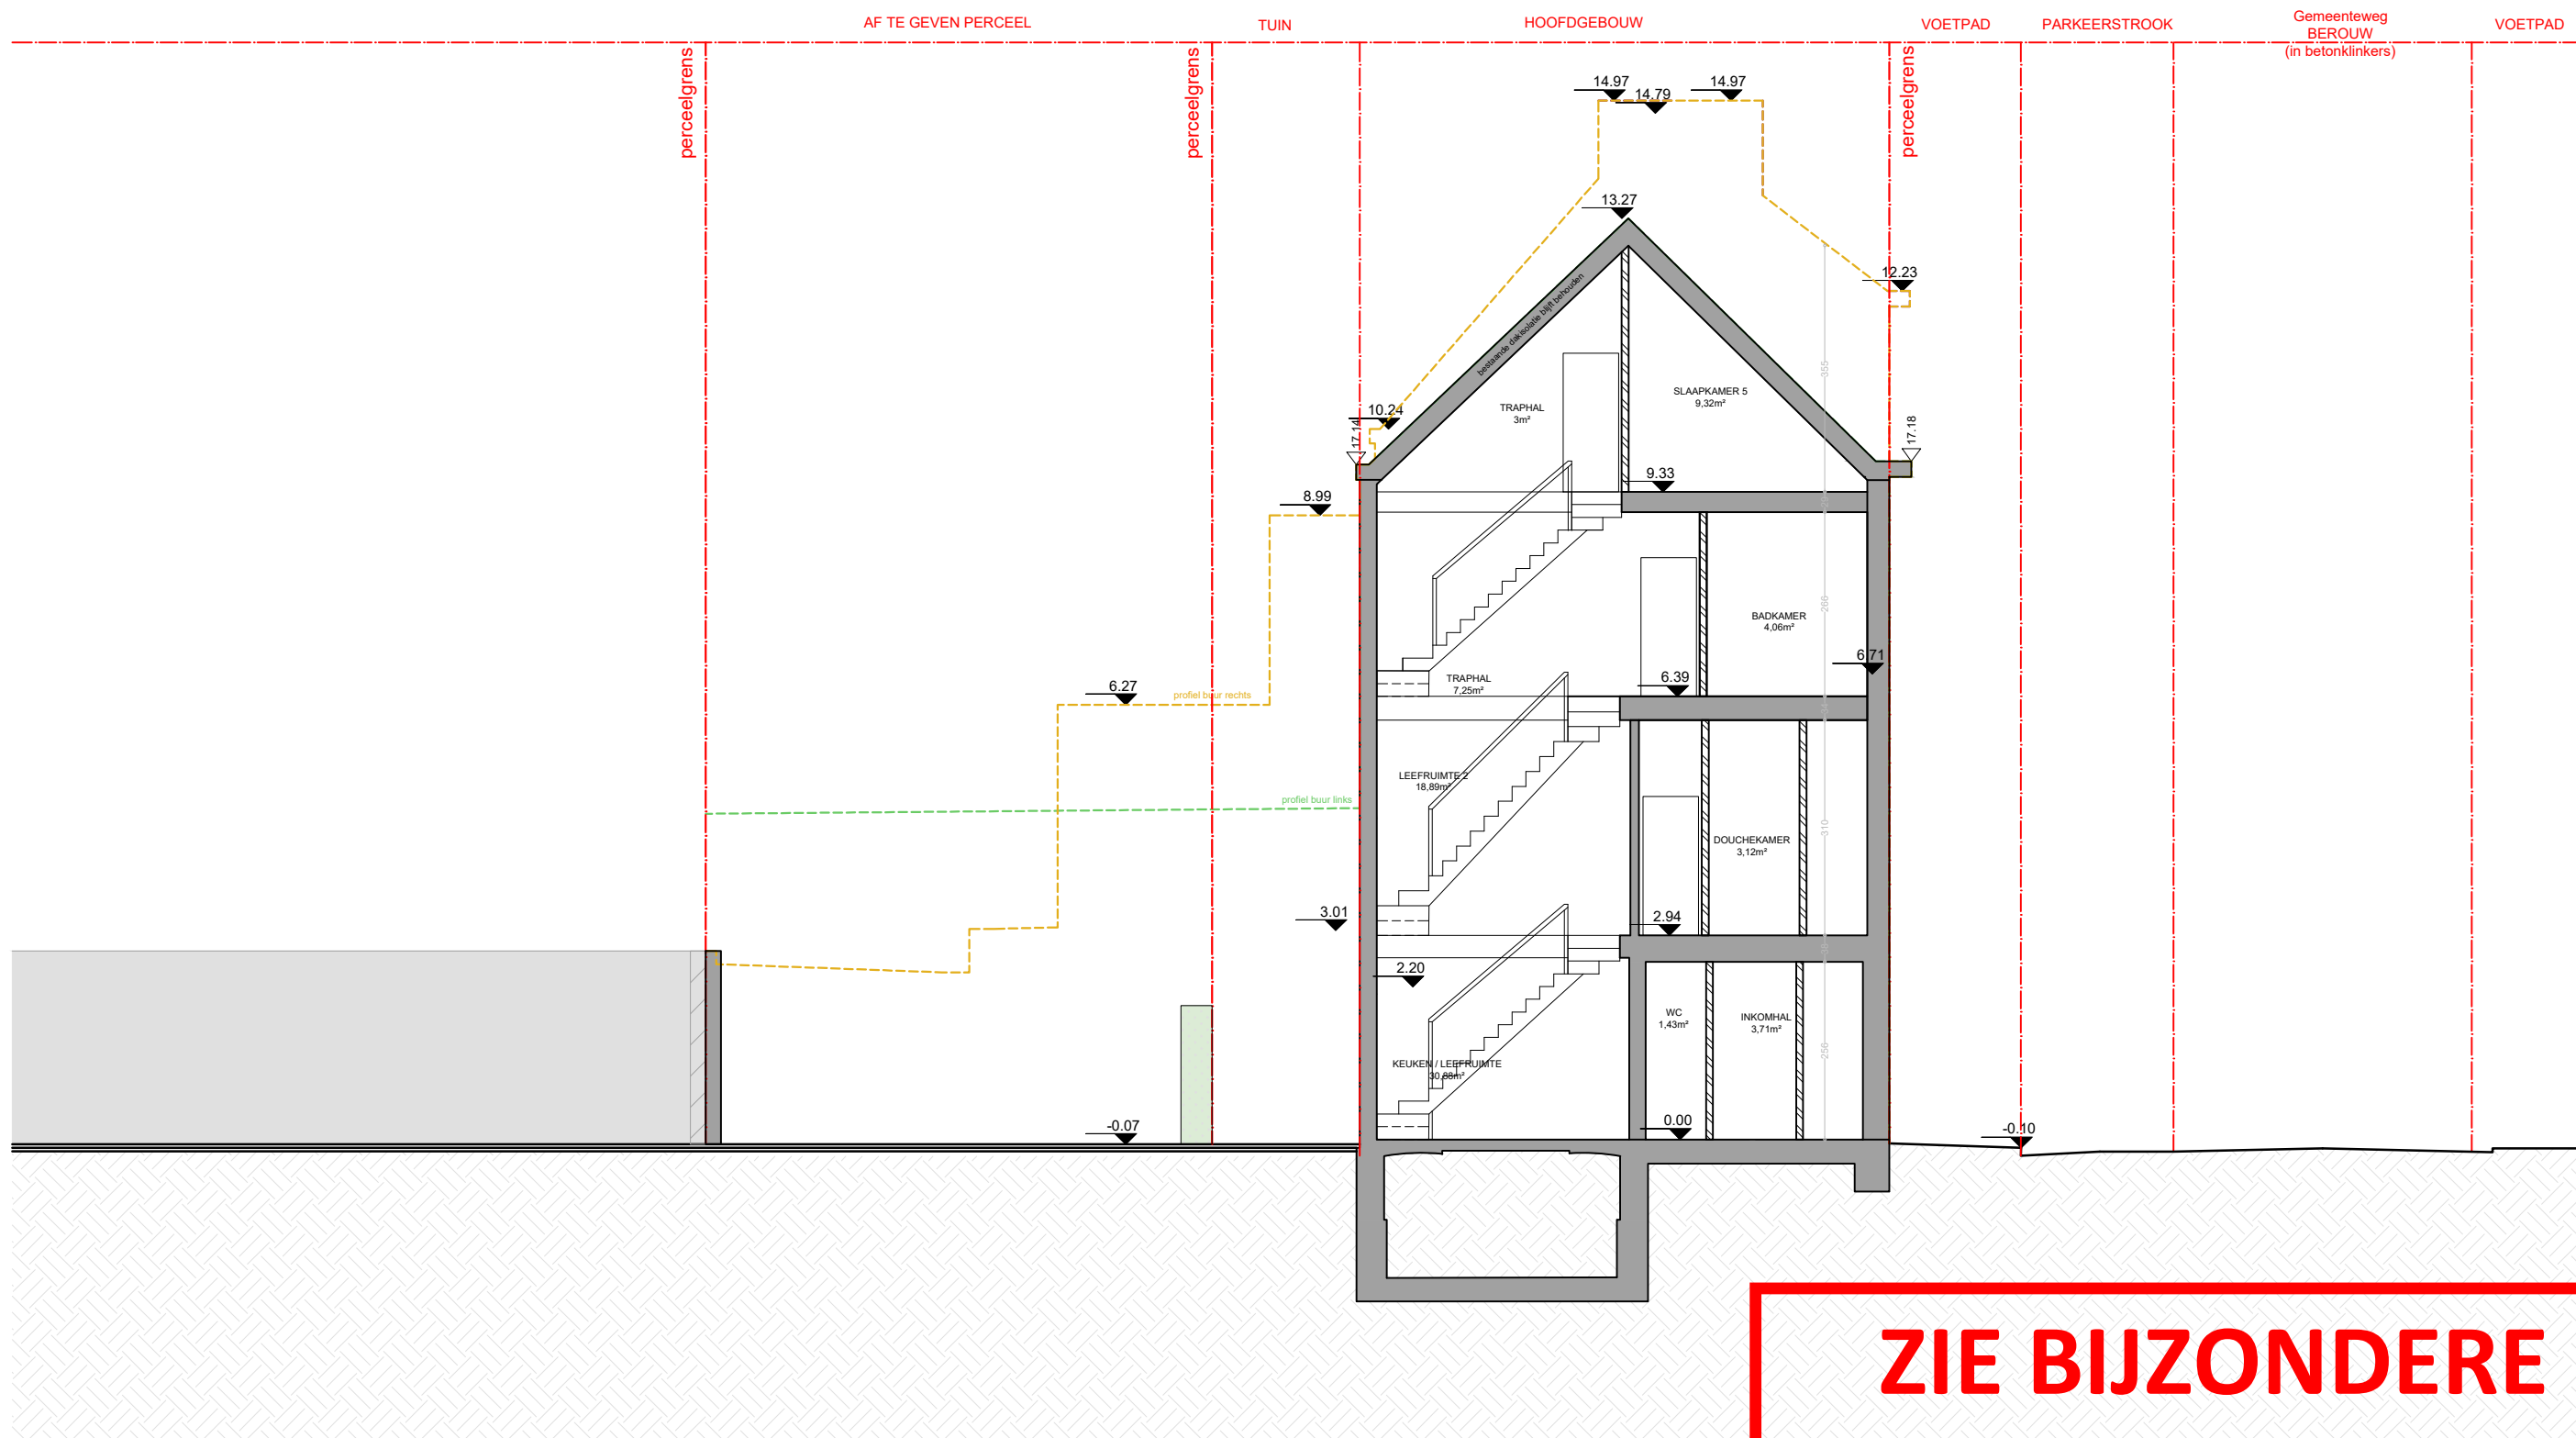 AF TE GEVEN PERCEEL
TUIN
HOOFDGEBOUW
VOETPAD
PARKEERSTROOK
Gemeenteweg
BEROUW
(in betonklinkers)
VOETPAD
perceelgrens
perceelgrens
perceelgrens
14.97
14.79
14.97
13.27
12.23
bestaande dakisolatie blijft behouden
355
SLAAPKAMER 5
9,32m²
TRAPHAL
3m²
10.24
17.14
17.18
9.33
8.99
266
BADKAMER
4,06m²
6.71
TRAPHAL
7,25m²
6.39
6.27
profiel buur rechts
LEEFRUIMTE 2
18,89m²
profiel buur links
310
DOUCHEKAMER
3,12m²
3.01
2.94
38
2.20
WC
1,43m²
INKOMHAL
3,71m²
256
KEUKEN / LEEFRUIMTE
30,88m²
0.00
-0.07
-0.10
ZIE BIJZONDERE